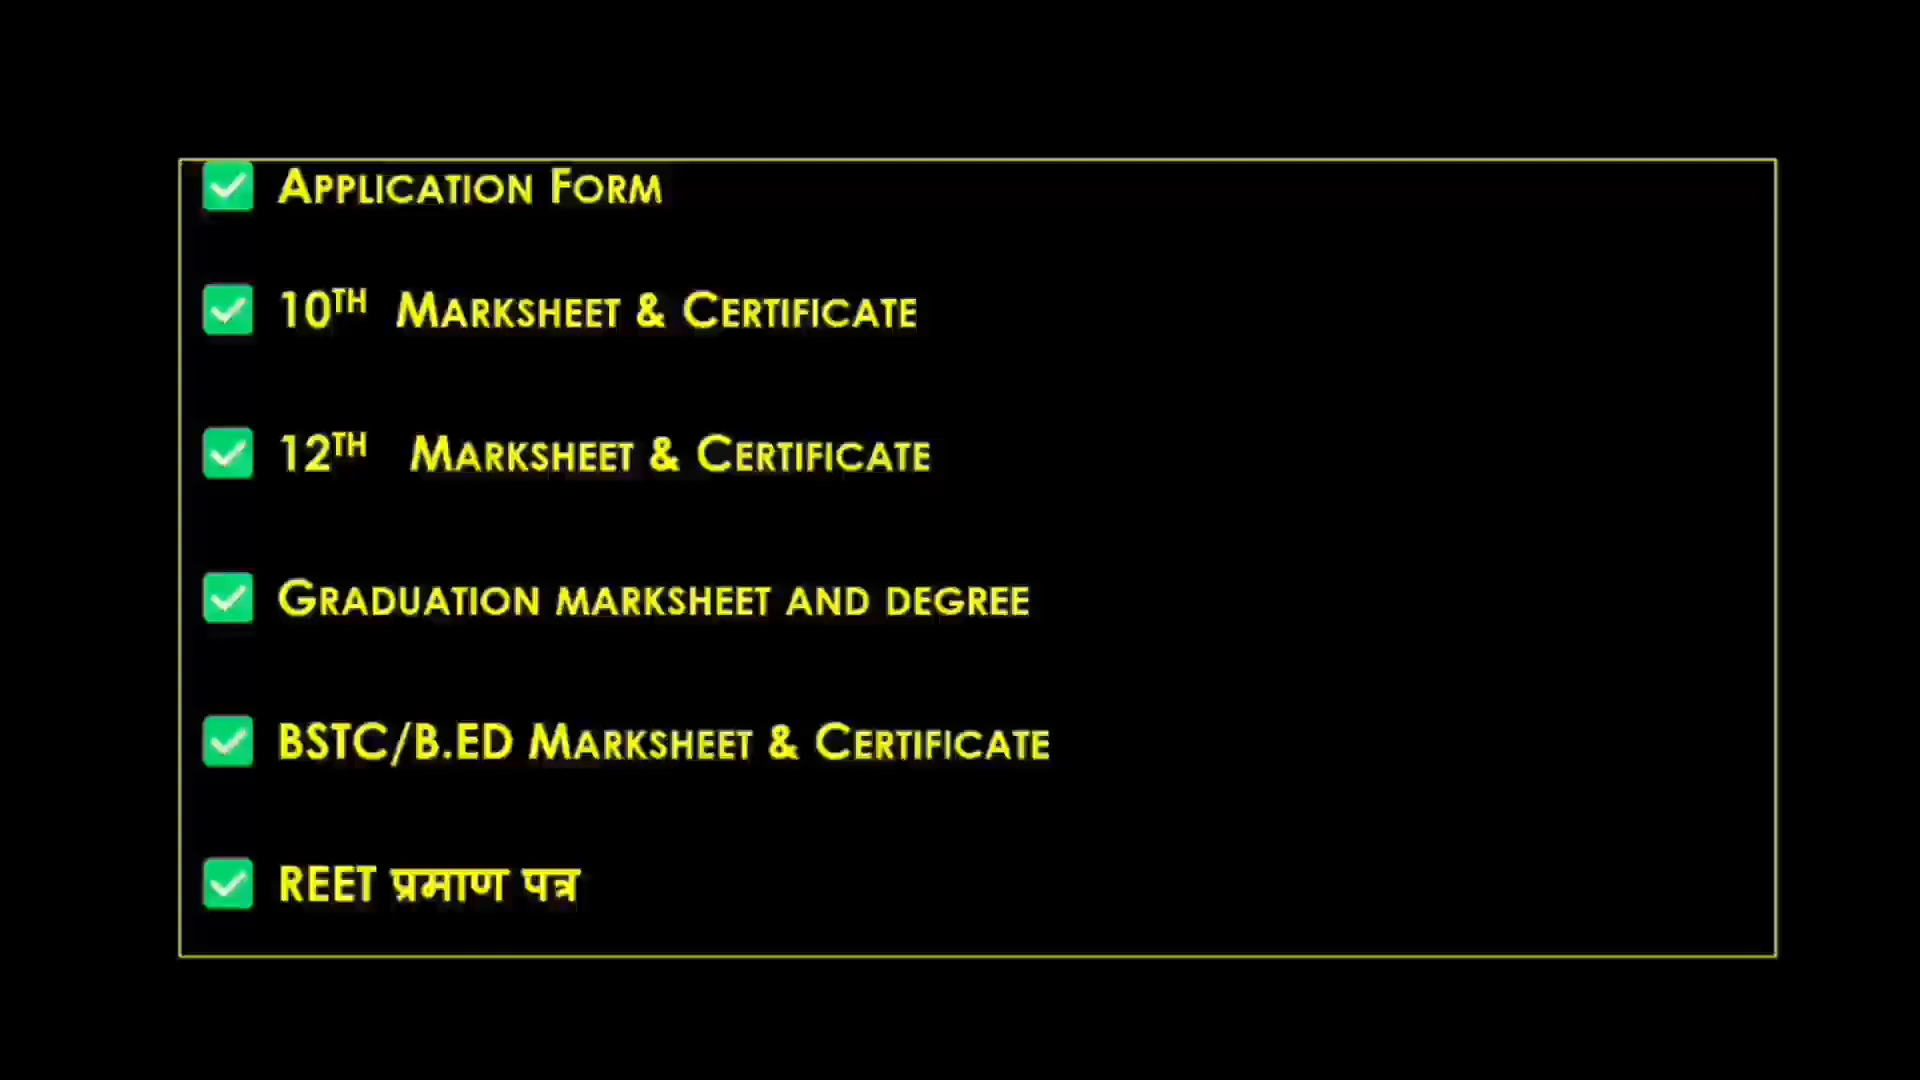 ✅ Application Form
✅ 10TH Marksheet & Certificate
✅ 12TH Marksheet & Certificate
✅ Graduation marksheet and degree
✅ BSTC/B.ED Marksheet & Certificate
✅ REET प्रमाण पत्र